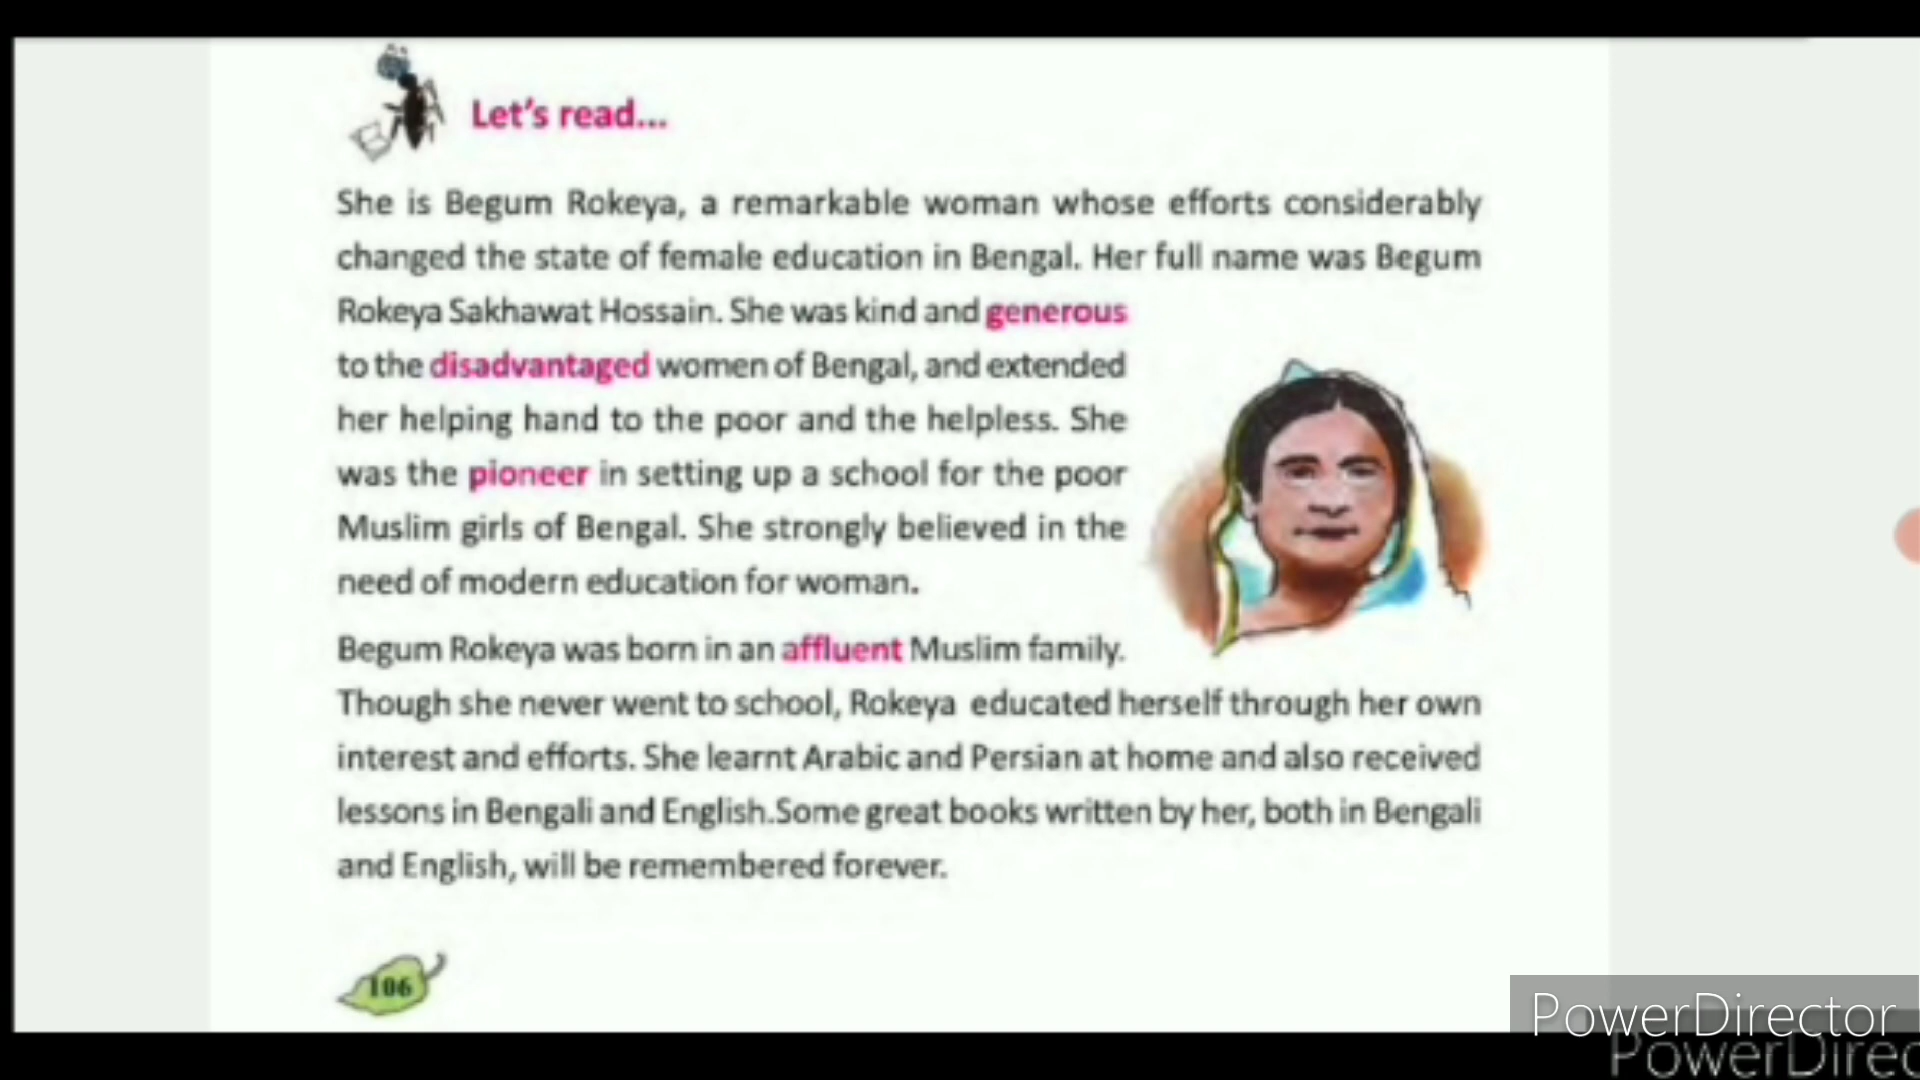 Let's read...
She is Begum Rokeya, a remarkable woman whose efforts considerably
changed the state of female education in Bengal. Her full name was Begum
Rokeya Sakhawat Hossain. She was kind and generous
to the disadvantaged women of Bengal, and extended
her helping hand to the poor and the helpless. She
was the pioneer in setting up a school for the poor
Muslim girls of Bengal. She strongly believed in the
need of modern education for woman.
Begum Rokeya was born in an affluent Muslim family.
Though she never went to school, Rokeya educated herself through her own
interest and efforts. She learnt Arabic and Persian at home and also received
lessons in Bengali and English.Some great books written by her, both in Bengali
and English, will be remembered forever.
106
PowerDirector
PowerDirec